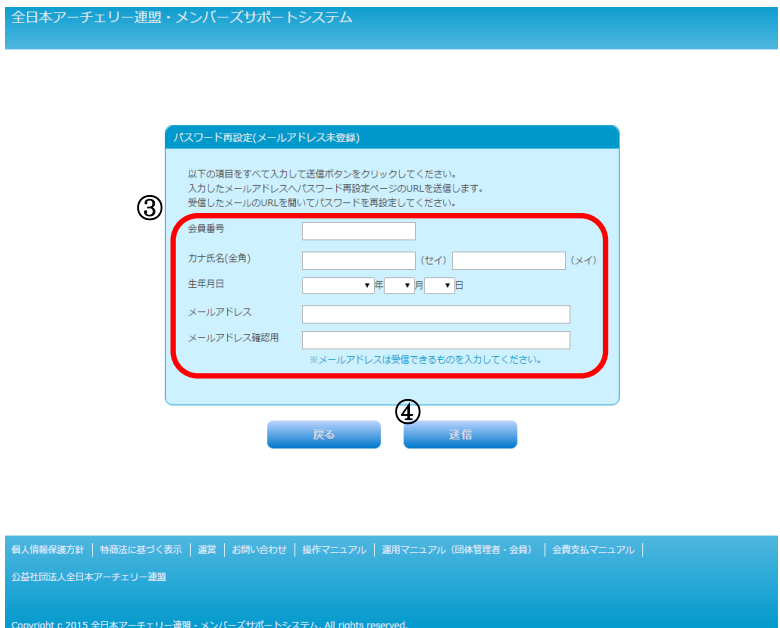 全日本アーチェリー連盟・メンバーズサポートシステム
パスワード再設定(メールアドレス未登録)
以下の項目をすべて入力して送信ボタンをクリックしてください。
入力したメールアドレスへパスワード再設定ページのURLを送信します。
受信したメールのURLを開いてパスワードを再設定してください。
③
会員番号
カナ氏名(全角) (セイ) (メイ)
生年月日 ▼年 ▼月 ▼日
メールアドレス
メールアドレス確認用
※メールアドレスは受信できるものを入力してください。
④
戻る 送信
個人情報保護方針 | 特商法に基づく表示 | 運営 | お問い合わせ | 操作マニュアル | 運用マニュアル（団体管理者・会員） | 会費支払マニュアル |
公益社団法人全日本アーチェリー連盟
Copyright c 2015 全日本アーチェリー連盟・メンバーズサポートシステム, All rights reserved.